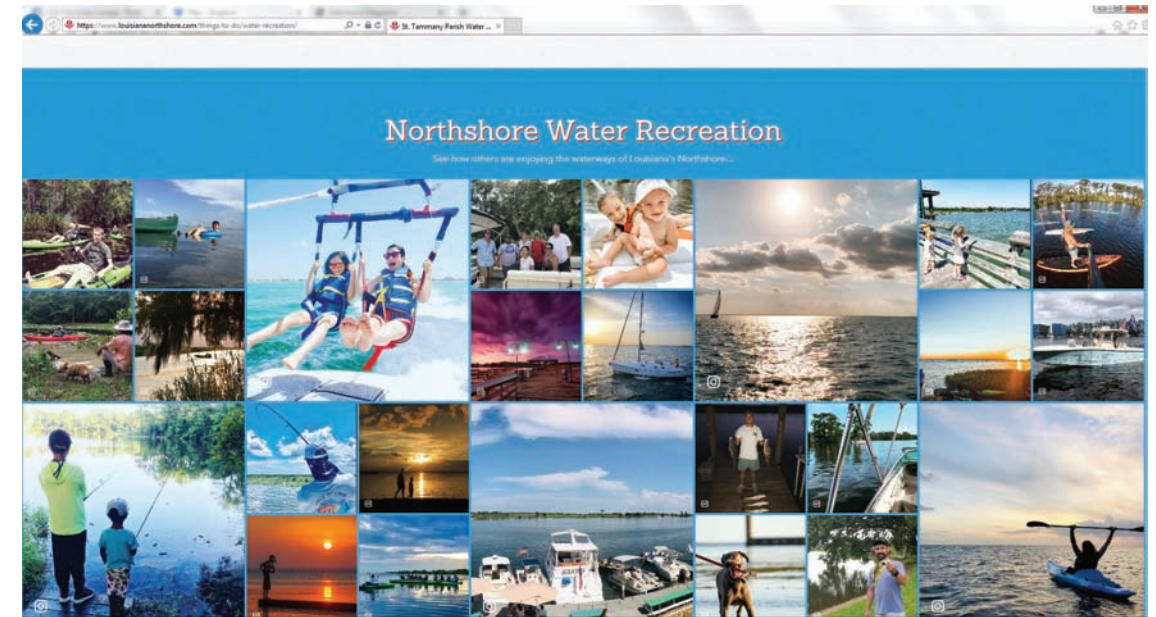 https://www.louisiananorthshore.com/things-to-do/water-recreation/
St. Tammany Parish Water ...
Northshore Water Recreation
See how others are enjoying the waterways of Louisiana's Northshore...